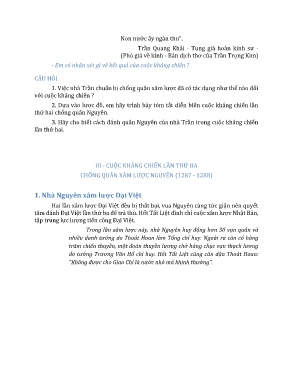 Non nước ấy ngàn thu".
Trần Quang Khải - Tụng giá hoàn kinh sư -
(Phò giá về kinh - Bản dịch thơ của Trần Trọng Kim)
- Em có nhận xét gì về kết quả của cuộc kháng chiến ?
CÂU HỎI
1. Việc nhà Trần chuẩn bị chống quân xâm lược đã có tác dụng như thế nào đối
với cuộc kháng chiến ?
2. Dựa vào lược đồ, em hãy trình bày tóm tắt diễn biến cuộc kháng chiến lần
thứ hai chống quân Nguyên.
3. Hãy cho biết cách đánh quân Nguyên của nhà Trần trong cuộc kháng chiến
lần thứ hai.
III - CUỘC KHÁNG CHIẾN LẦN THỨ BA
CHỐNG QUÂN XÂM LƯỢC NGUYÊN (1287 - 1288)
1. Nhà Nguyên xâm lược Đại Việt
Hai lần xâm lược Đại Việt đều bị thất bại, vua Nguyên càng tức giận nên quyết
tâm đánh Đại Việt lần thứ ba để trả thù. Hốt Tất Liệt đình chỉ cuộc xâm lược Nhật Bản,
tập trung lực lượng tiến công Đại Việt.
Trong lần xâm lược này, nhà Nguyên huy động hơn 30 vạn quân và
nhiều danh tướng do Thoát Hoan làm Tổng chỉ huy. Ngoài ra còn có hàng
trăm chiến thuyền, một đoàn thuyền lương chở hàng chục vạn thạch lương
do tướng Trương Văn Hổ chỉ huy. Hốt Tất Liệt cũng căn dặn Thoát Hoan:
"Không được cho Giao Chỉ là nước nhỏ mà khinh thường".